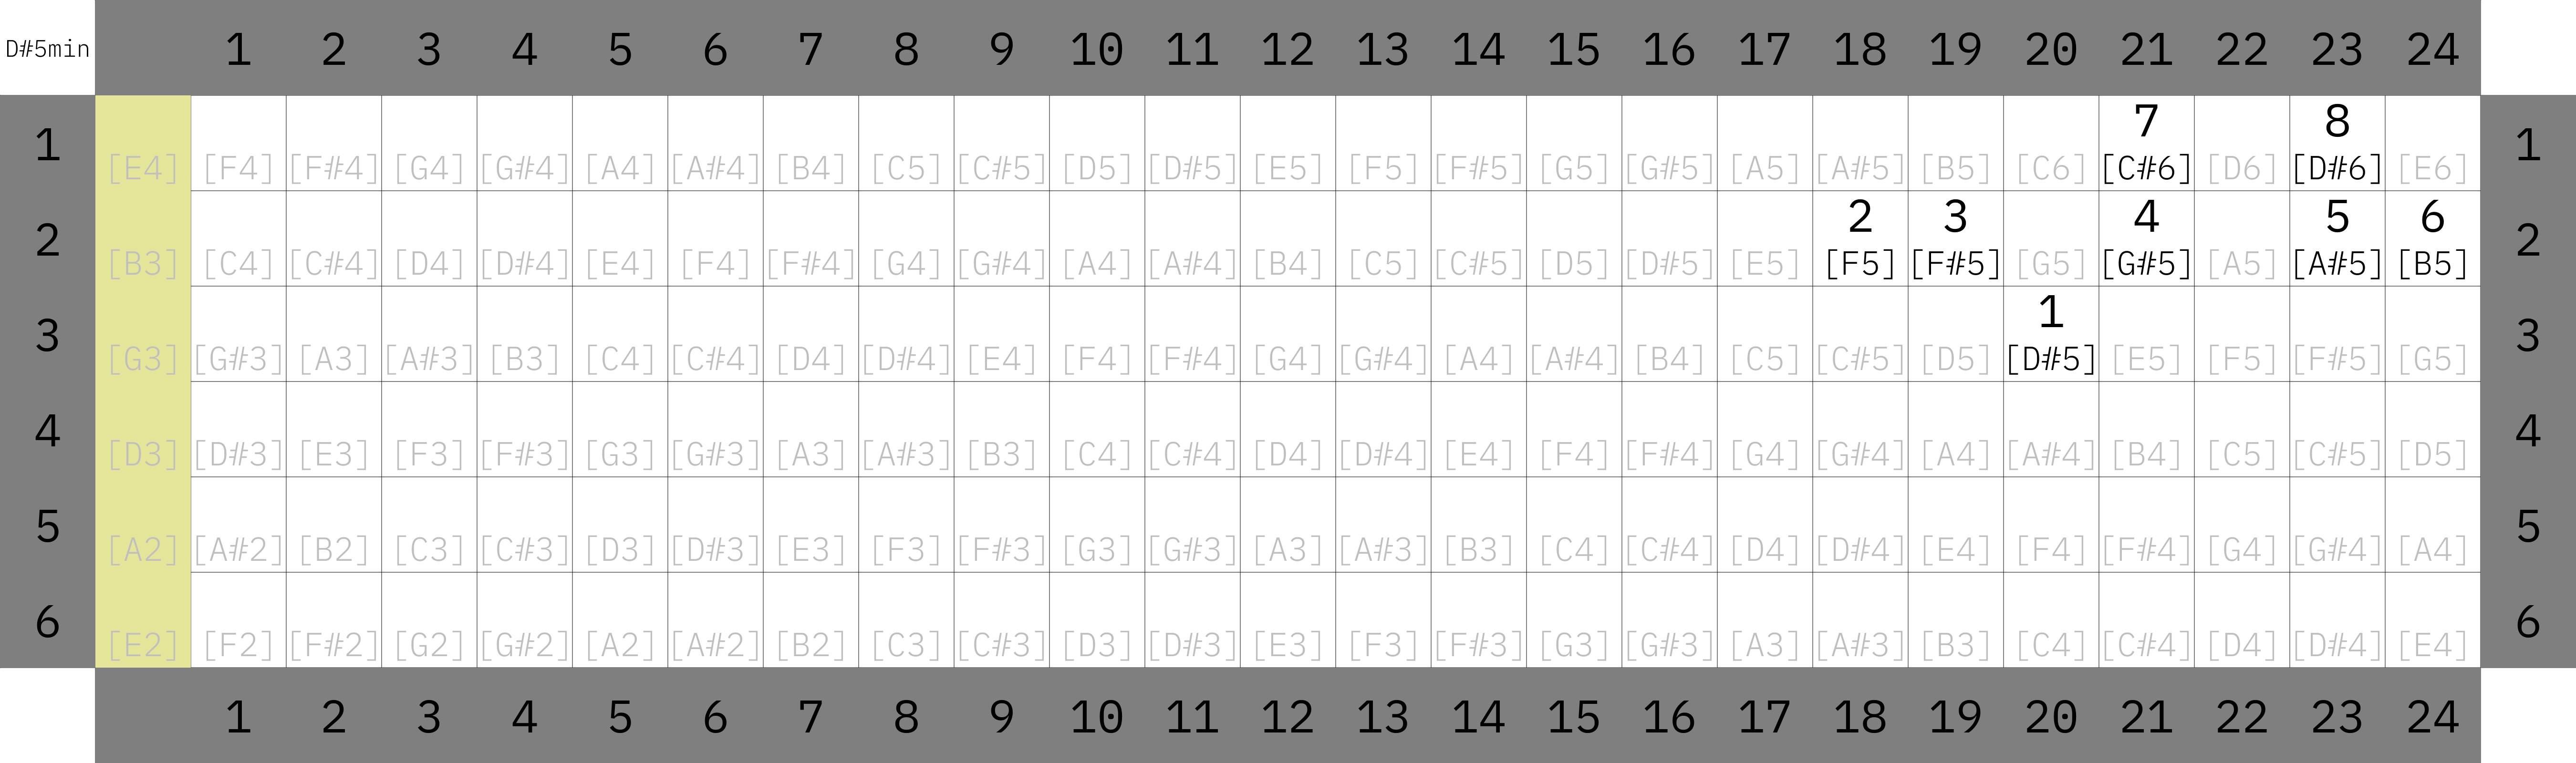 D#5min 1 2 3 4 5 6 7 8 9 10 11 12 13 14 15 16 17 18 19 20 21 22 23 24
7 8
1 [E4] [F4] [F#4] [G4] [G#4] [A4] [A#4] [B4] [C5] [C#5] [D5] [D#5] [E5] [F5] [F#5] [G5] [G#5] [A5] [A#5] [B5] [C6] [C#6] [D6] [D#6] [E6] 1
2 3 4 5 6
2 [B3] [C4] [C#4] [D4] [D#4] [E4] [F4] [F#4] [G4] [G#4] [A4] [A#4] [B4] [C5] [C#5] [D5] [D#5] [E5] [F5] [F#5] [G5] [G#5] [A5] [A#5] [B5] 2
1
3 [G3] [G#3] [A3] [A#3] [B3] [C4] [C#4] [D4] [D#4] [E4] [F4] [F#4] [G4] [G#4] [A4] [A#4] [B4] [C5] [C#5] [D5] [D#5] [E5] [F5] [F#5] [G5] 3
4 [D3] [D#3] [E3] [F3] [F#3] [G3] [G#3] [A3] [A#3] [B3] [C4] [C#4] [D4] [D#4] [E4] [F4] [F#4] [G4] [G#4] [A4] [A#4] [B4] [C5] [C#5] [D5] 4
5 [A2] [A#2] [B2] [C3] [C#3] [D3] [D#3] [E3] [F3] [F#3] [G3] [G#3] [A3] [A#3] [B3] [C4] [C#4] [D4] [D#4] [E4] [F4] [F#4] [G4] [G#4] [A4] 5
6 [E2] [F2] [F#2] [G2] [G#2] [A2] [A#2] [B2] [C3] [C#3] [D3] [D#3] [E3] [F3] [F#3] [G3] [G#3] [A3] [A#3] [B3] [C4] [C#4] [D4] [D#4] [E4] 6
1 2 3 4 5 6 7 8 9 10 11 12 13 14 15 16 17 18 19 20 21 22 23 24